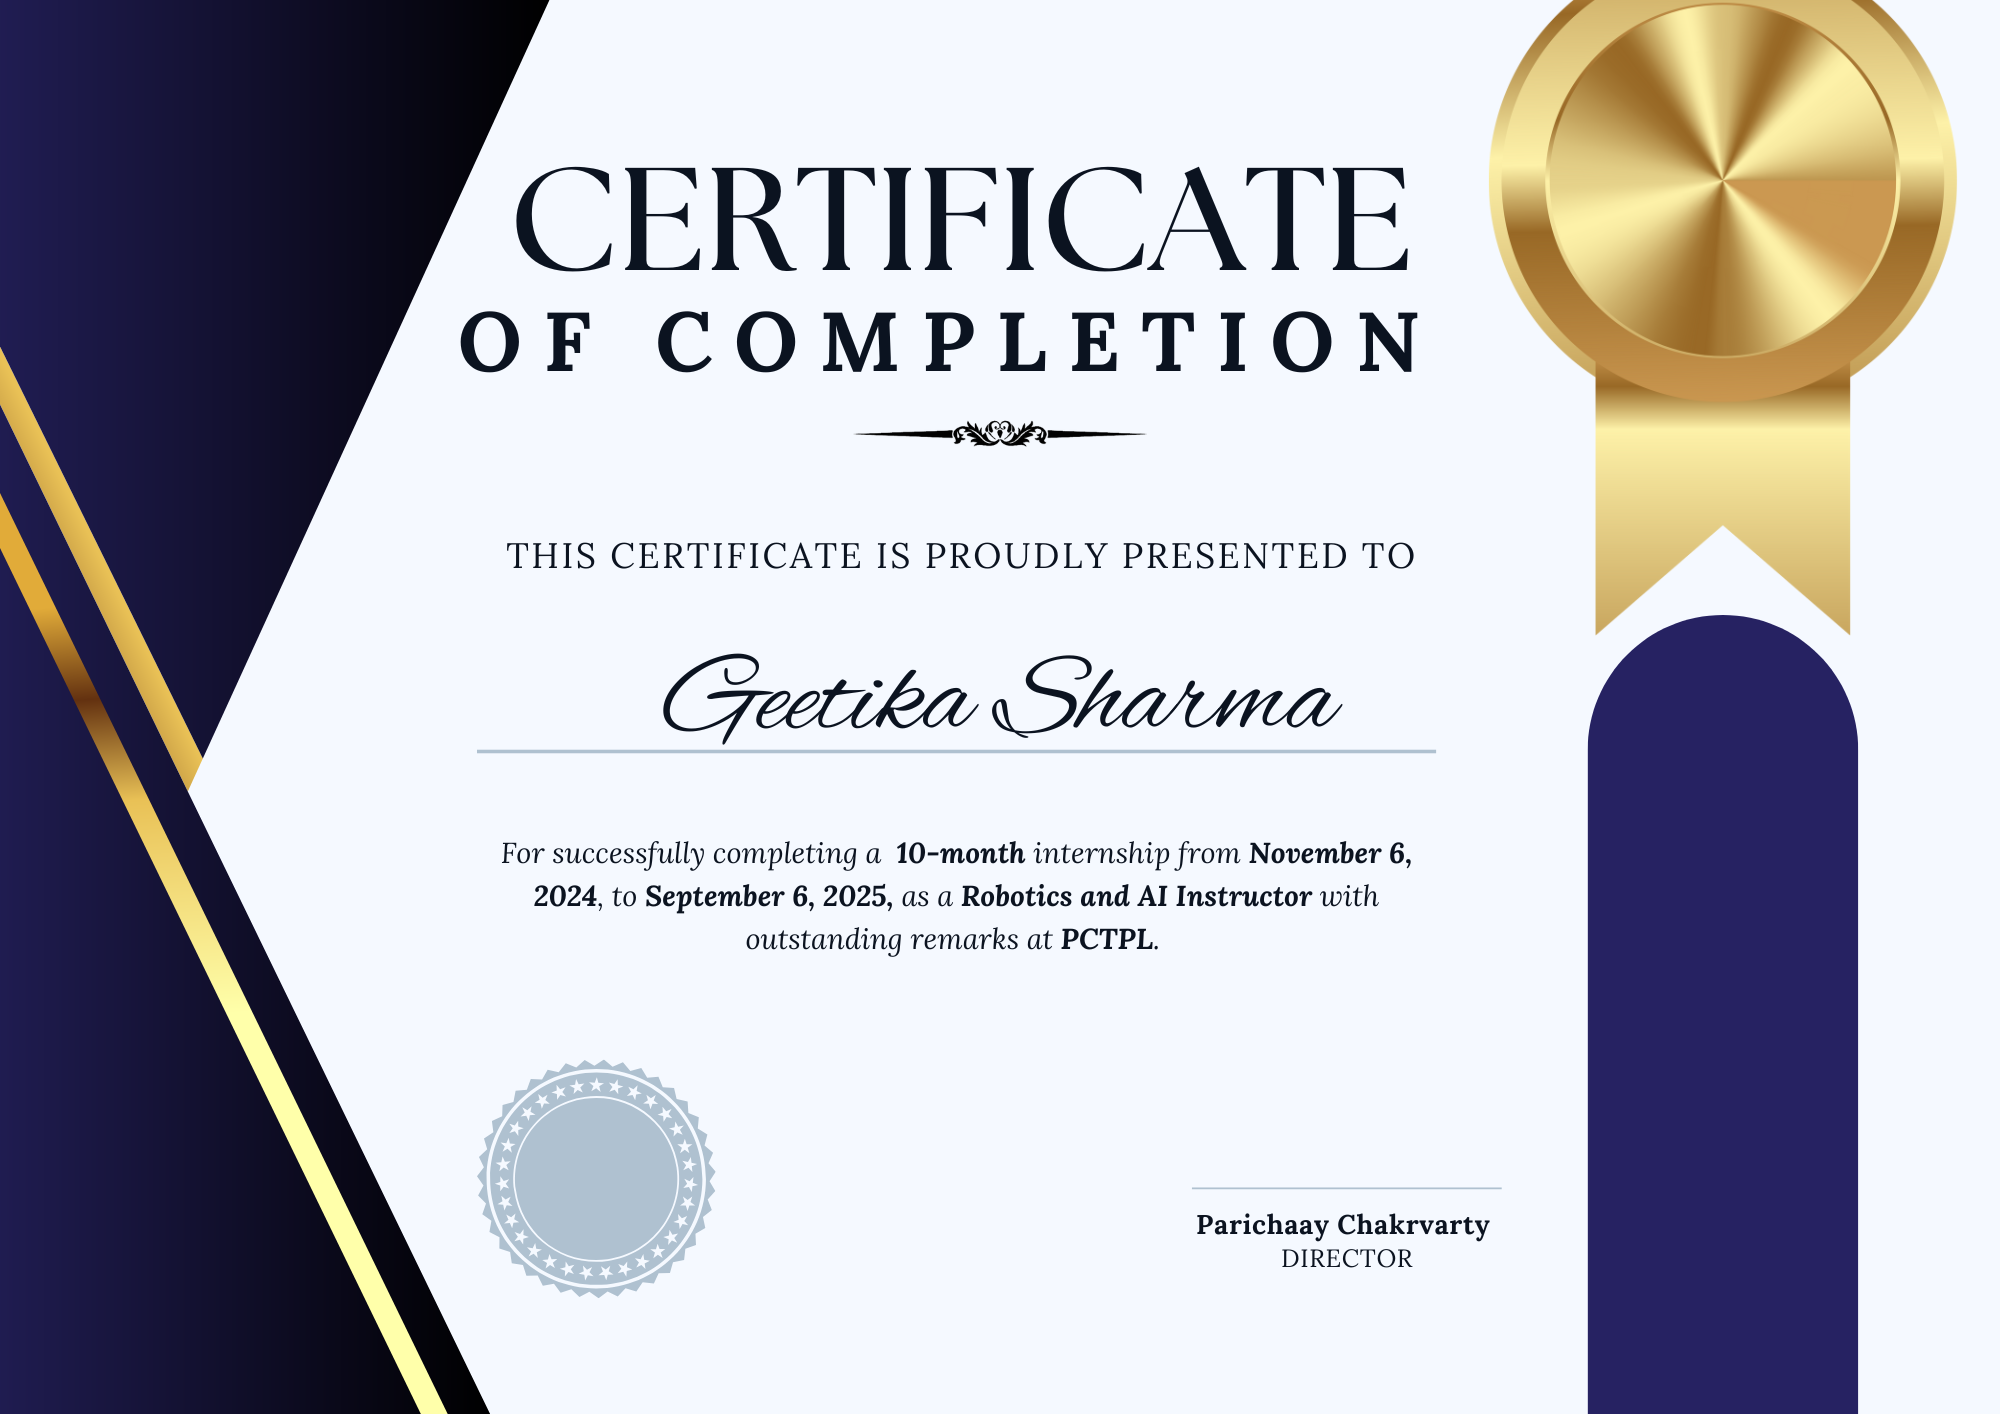 CERTIFICATE
OF COMPLETION
THIS CERTIFICATE IS PROUDLY PRESENTED TO
Geetika Sharma
For successfully completing a 10-month internship from November 6,
2024, to September 6, 2025, as a Robotics and AI Instructor with
outstanding remarks at PCTPL.
Parichaay Chakrvarty
DIRECTOR